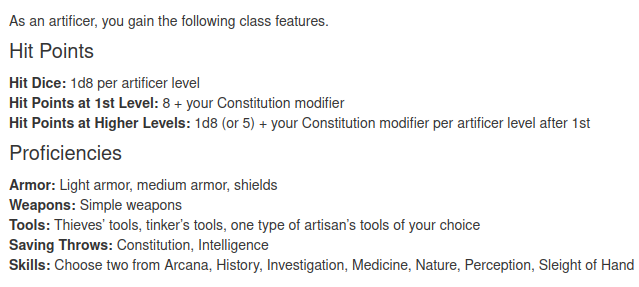 As an artificer, you gain the following class features.
Hit Points
Hit Dice: 1d8 per artificer level
Hit Points at 1st Level: 8 + your Constitution modifier
Hit Points at Higher Levels: 1d8 (or 5) + your Constitution modifier per artificer level after 1st
Proficiencies
Armor: Light armor, medium armor, shields
Weapons: Simple weapons
Tools: Thieves’ tools, tinker’s tools, one type of artisan’s tools of your choice
Saving Throws: Constitution, Intelligence
Skills: Choose two from Arcana, History, Investigation, Medicine, Nature, Perception, Sleight of Hand